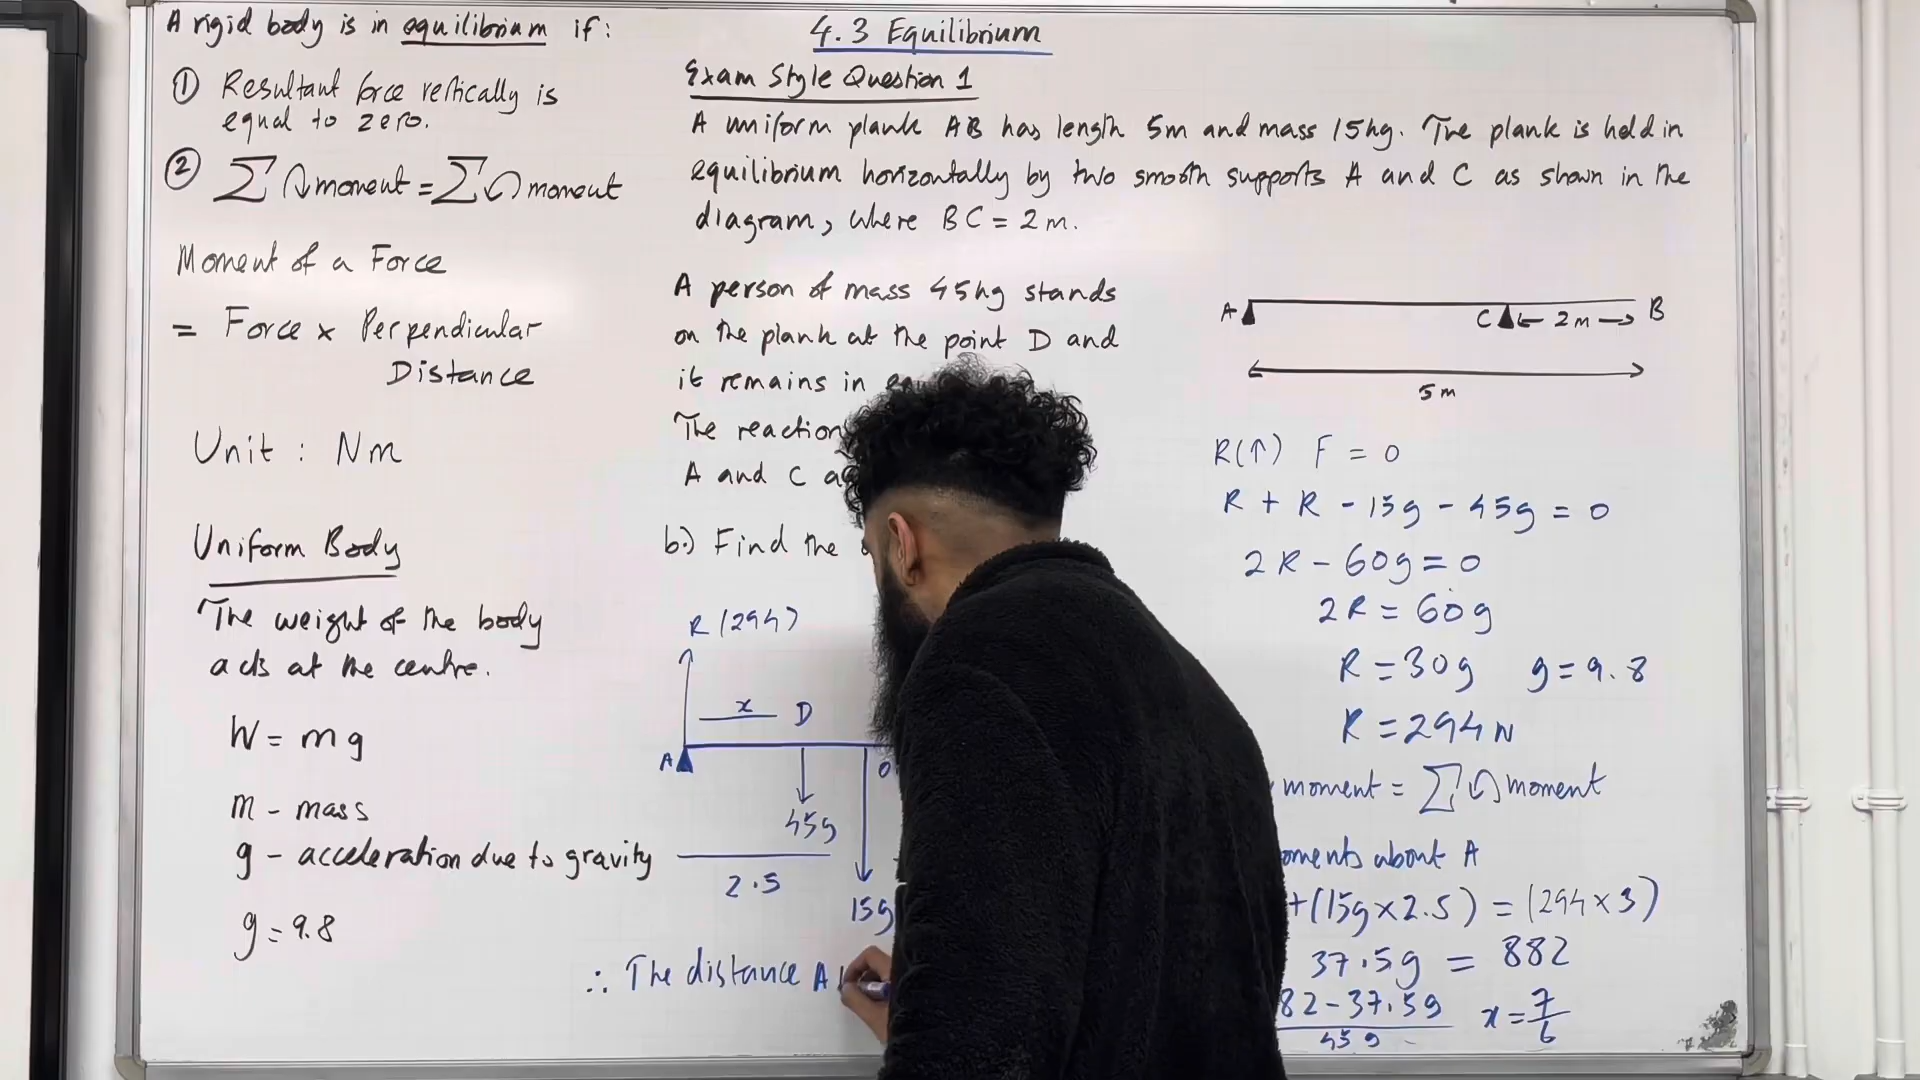 A rigid body is in equilibrium if:
① Resultant force vertically is
equal to zero.
② ∑↻moment = ∑↺moment
Moment of a Force
= Force × Perpendicular
Distance
Unit : Nm
Uniform Body
The weight of the body
acts at the centre.
W = mg
m - mass
g - acceleration due to gravity
g = 9.8
4.3 Equilibrium
Exam Style Question 1
A uniform plank AB has length 5m and mass 15kg. The plank is held in
equilibrium horizontally by two smooth supports A and C as shown in the
diagram, where BC = 2m.
A person of mass 45kg stands
on the plank at the point D and
it remains in
The reaction
A and C
b.) Find the
A C ← 2m → B
5m
R (294)
x D
A
45g
2.5
15g
∴ The distance A
R(↑) F = 0
R + R - 15g - 45g = 0
2R - 60g = 0
2R = 60g
R = 30g g = 9.8
R = 294N
moment = ∑↺moment
about A
+(15g×2.5) = (294×3)
37.5g = 882
-37.5g x = 7/6
45g